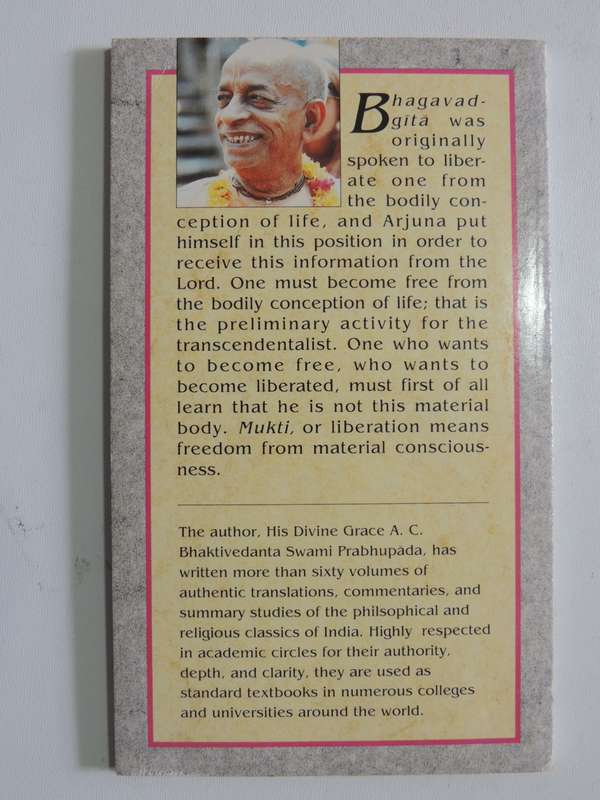 Bhagavad-
gītā was
originally
spoken to liber-
ate one from
the bodily con-
ception of life, and Arjuna put
himself in this position in order to
receive this information from the
Lord. One must become free from
the bodily conception of life; that is
the preliminary activity for the
transcendentalist. One who wants
to become free, who wants to
become liberated, must first of all
learn that he is not this material
body. Mukti, or liberation means
freedom from material conscious-
ness.
The author, His Divine Grace A. C.
Bhaktivedanta Swami Prabhupāda, has
written more than sixty volumes of
authentic translations, commentaries, and
summary studies of the philsophical and
religious classics of India. Highly respected
in academic circles for their authority,
depth, and clarity, they are used as
standard textbooks in numerous colleges
and universities around the world.